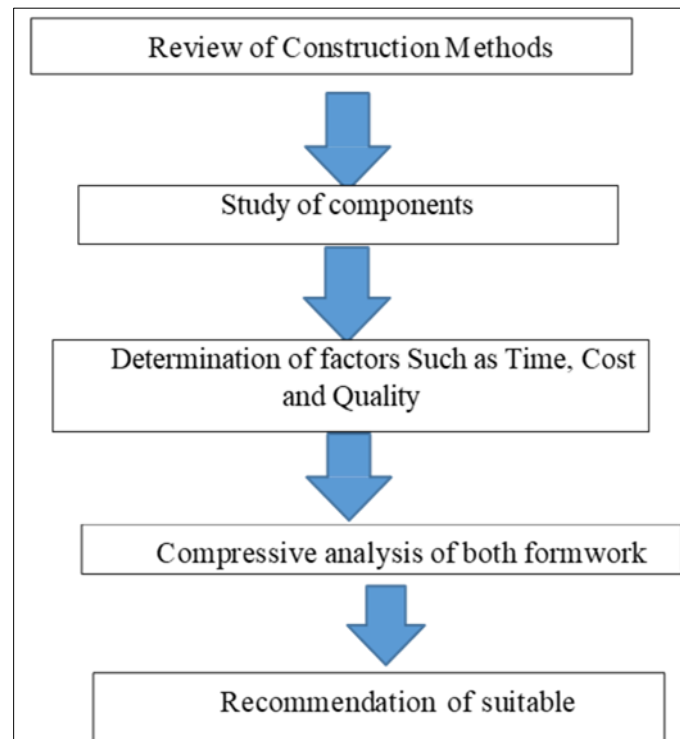 Review of Construction Methods
Study of components
Determination of factors Such as Time, Cost
and Quality
Compressive analysis of both formwork
Recommendation of suitable